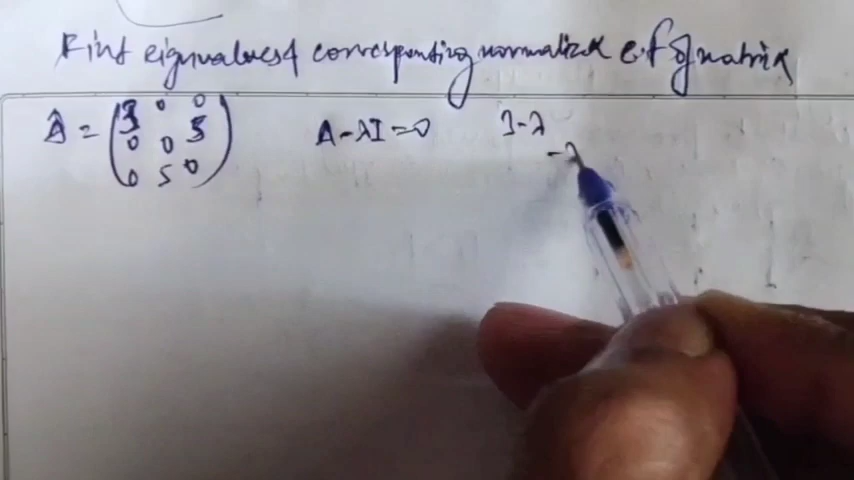 Find eigenvalues & corresponding normalized e.f of matrix
Â = (3 0 0 A - λI = 0 3-λ
0 0 5 -λ
0 5 0)